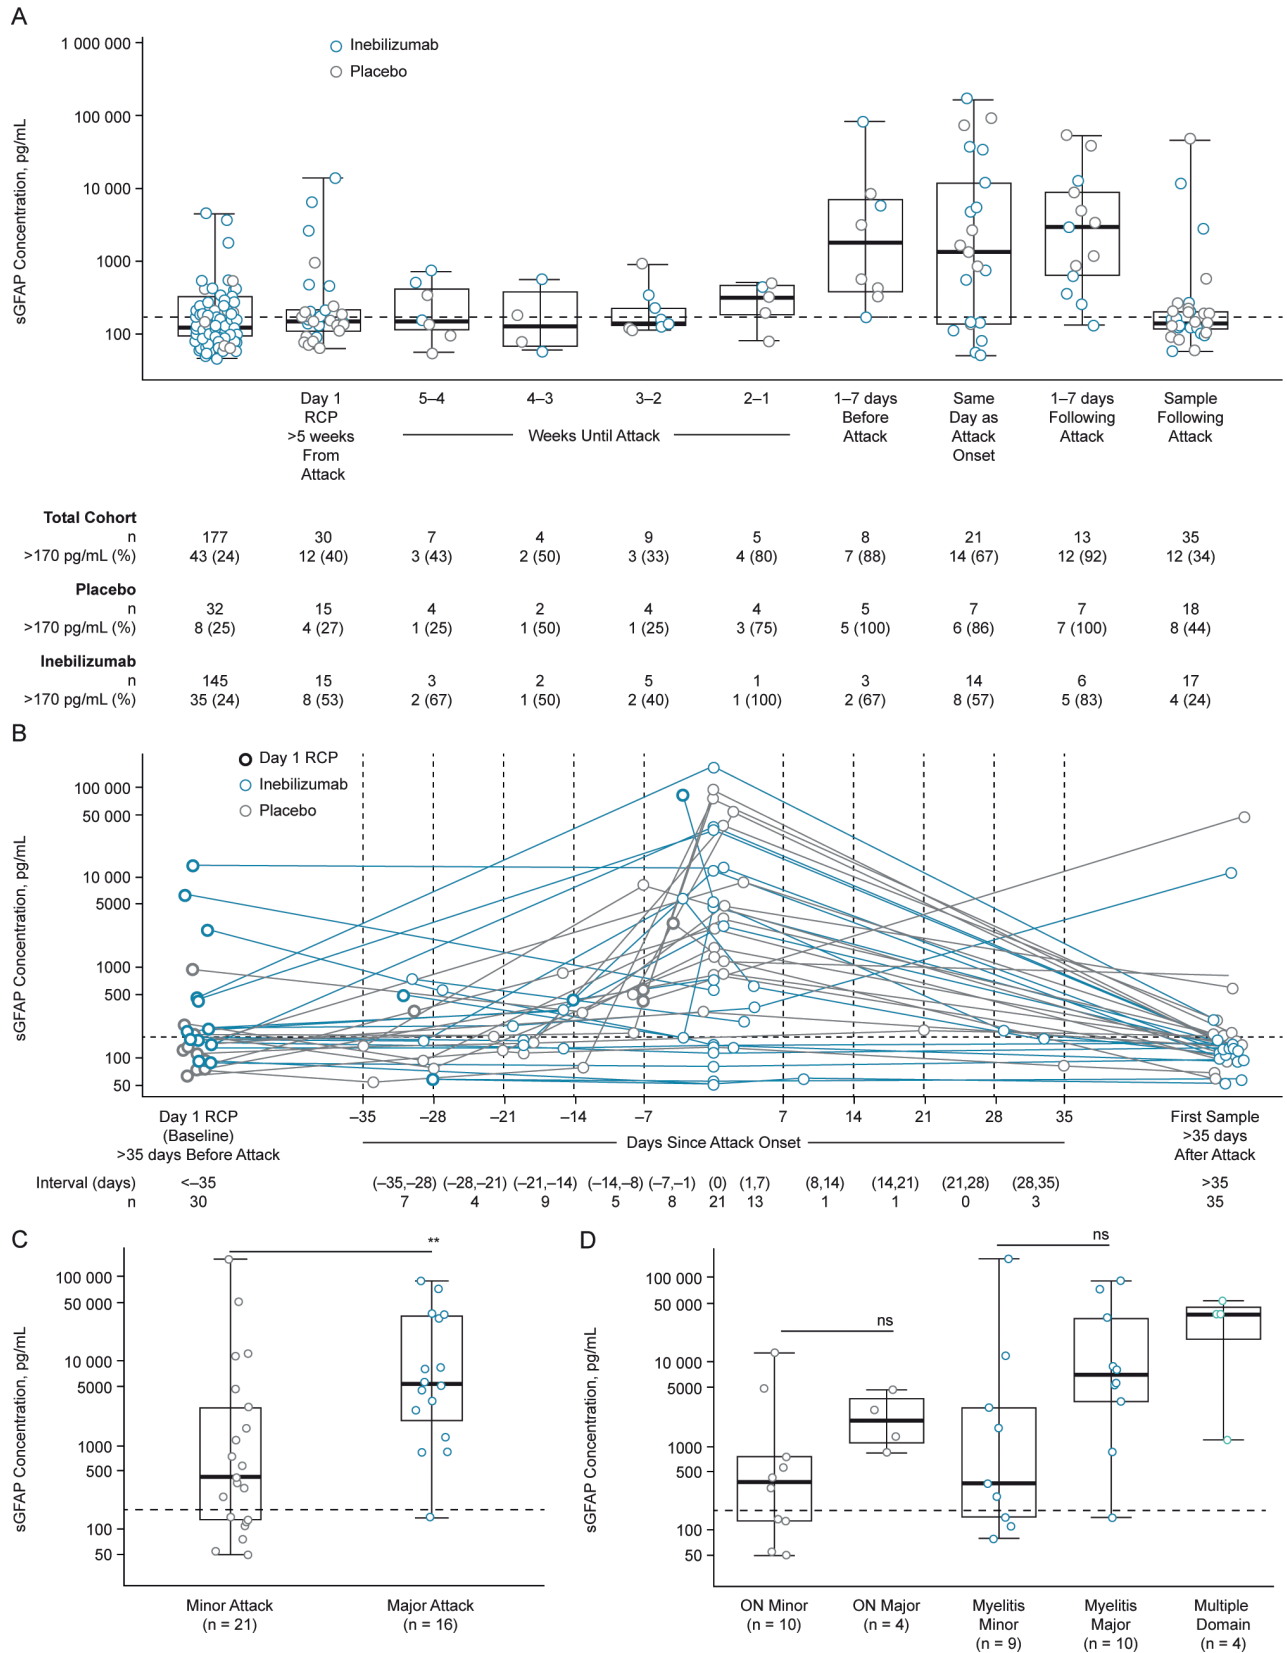 A
1 000 000
100 000
10 000
1000
100
sGFAP Concentration, pg/mL
Inebilizumab
Placebo
Day 1
RCP
>5 weeks
From
Attack
5–4
4–3
3–2
2–1
Weeks Until Attack
1–7 days
Before
Attack
Same
Day as
Attack
Onset
1–7 days
Following
Attack
Sample
Following
Attack
Total Cohort
n 177 30 7 4 9 5 8 21 13 35
>170 pg/mL (%) 43 (24) 12 (40) 3 (43) 2 (50) 3 (33) 4 (80) 7 (88) 14 (67) 12 (92) 12 (34)
Placebo
n 32 15 4 2 4 4 5 7 7 18
>170 pg/mL (%) 8 (25) 4 (27) 1 (25) 1 (50) 1 (25) 3 (75) 5 (100) 6 (86) 7 (100) 8 (44)
Inebilizumab
n 145 15 3 2 5 1 3 14 6 17
>170 pg/mL (%) 35 (24) 8 (53) 2 (67) 1 (50) 2 (40) 1 (100) 2 (67) 8 (57) 5 (83) 4 (24)
B
Day 1 RCP
Inebilizumab
Placebo
100 000
50 000
10 000
5000
1000
500
100
50
sGFAP Concentration, pg/mL
Day 1 RCP
(Baseline)
>35 days Before Attack
–35 –28 –21 –14 –7 7 14 21 28 35
Days Since Attack Onset
First Sample
>35 days
After Attack
Interval (days) <–35 (–35,–28) (–28,–21) (–21,–14) (–14,–8) (–7,–1) (0) (1,7) (8,14) (14,21) (21,28) (28,35) >35
n 30 7 4 9 5 8 21 13 1 1 0 3 35
C
**
100 000
50 000
10 000
5000
1000
500
100
50
sGFAP Concentration, pg/mL
Minor Attack
(n = 21)
Major Attack
(n = 16)
D
ns
ns
100 000
50 000
10 000
5000
1000
500
100
50
sGFAP Concentration, pg/mL
ON Minor
(n = 10)
ON Major
(n = 4)
Myelitis
Minor
(n = 9)
Myelitis
Major
(n = 10)
Multiple
Domain
(n = 4)